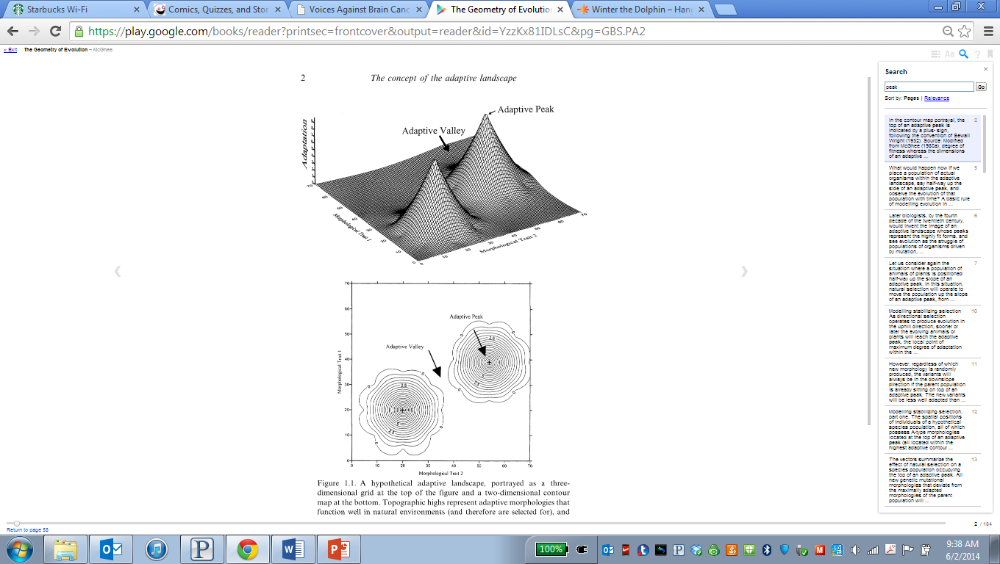 Starbucks Wi-Fi
Comics, Quizzes, and Stor
Voices Against Brain Canc
The Geometry of Evolutio
Winter the Dolphin – Hang
https://play.google.com/books/reader?printsec=frontcover&output=reader&id=YzzKx81IDLsC&pg=GBS.PA2
« Exit The Geometry of Evolution – McGhee
Aa
?
2 The concept of the adaptive landscape
Adaptive Peak
Adaptive Valley
Adaptation
Morphological Trait 1
Morphological Trait 2
70
60
50
40
30
20
10
0
Adaptive Peak
Adaptive Valley
2.5
5
7.5
Morphological Trait 1
0 10 20 30 40 50 60 70
Morphological Trait 2
Figure 1.1. A hypothetical adaptive landscape, portrayed as a three-
dimensional grid at the top of the figure and a two-dimensional contour
map at the bottom. Topographic highs represent adaptive morphologies that
function well in natural environments (and therefore are selected for), and
Search
peak
Go
Sort by: Pages | Relevance
In the contour map portrayal, the 2
top of an adaptive peak is
indicated by a plus- sign,
following the convention of Sewall
Wright (1932). Source: Modified
from McGhee (1980a). degree of
fitness whereas the dimensions
of an adaptive ...
What would happen now if we 5
place a population of actual
organisms within the adaptive
landscape, say half-way up the
side of an adaptive peak, and
observe the evolution of that
population with time? A basic rule
of modelling evolution in ...
Later biologists, by the fourth 6
decade of the twentieth century,
would invent the image of an
adaptive landscape whose peaks
represent the highly fit forms, and
see evolution as the struggle of
populations of organisms driven
by mutation, ...
Let us consider again the 7
situation where a population of
animals of plants is positioned
half-way up the slope of an
adaptive peak. In this situation,
natural selection will operate to
move the population up the slope
of an adaptive peak, from ...
Modelling stabilizing selection 10
As directional selection
operates to produce evolution in
the uphill direction, sooner or
later the evolving animals or
plants will reach the adaptive
peak, the local point of
maximum degree of adaptation
within the ...
However, regardless of which 11
new morphology is randomly
produced, the variants will
always be in the downslope
direction if the parent population
is already sitting on top of an
adaptive peak. The new variants
will be less well adapted than ...
Modelling stabilizing selection, 12
part one. The spatial positions
of individuals of a hypothetical
species population, all of which
possess A-type morphologies
located at the top of an adaptive
peak (all located within the
highest adaptive contour ...
The vectors summarize the 13
effect of natural selection on a
species population occupying
the top of an adaptive peak. All
new genetic mutational
morphologies that deviate from
the maximally adapted
morphologies of the parent
population will ...
Return to page 58
2 / 184
100%
9:38 AM
6/2/2014